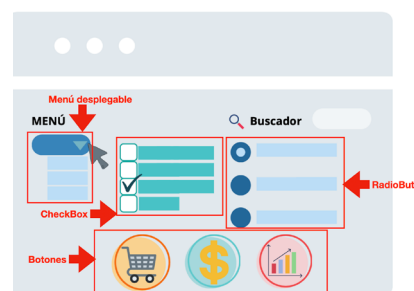 Menú desplegable
MENÚ
Buscador
RadioBut
CheckBox
Botones